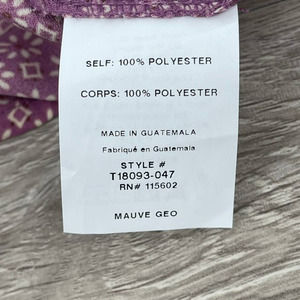 SELF: 100% POLYESTER
CORPS: 100% POLYESTER
MADE IN GUATEMALA
Fabriqué en Guatemala
STYLE #
T18093-047
RN# 115602
MAUVE GEO